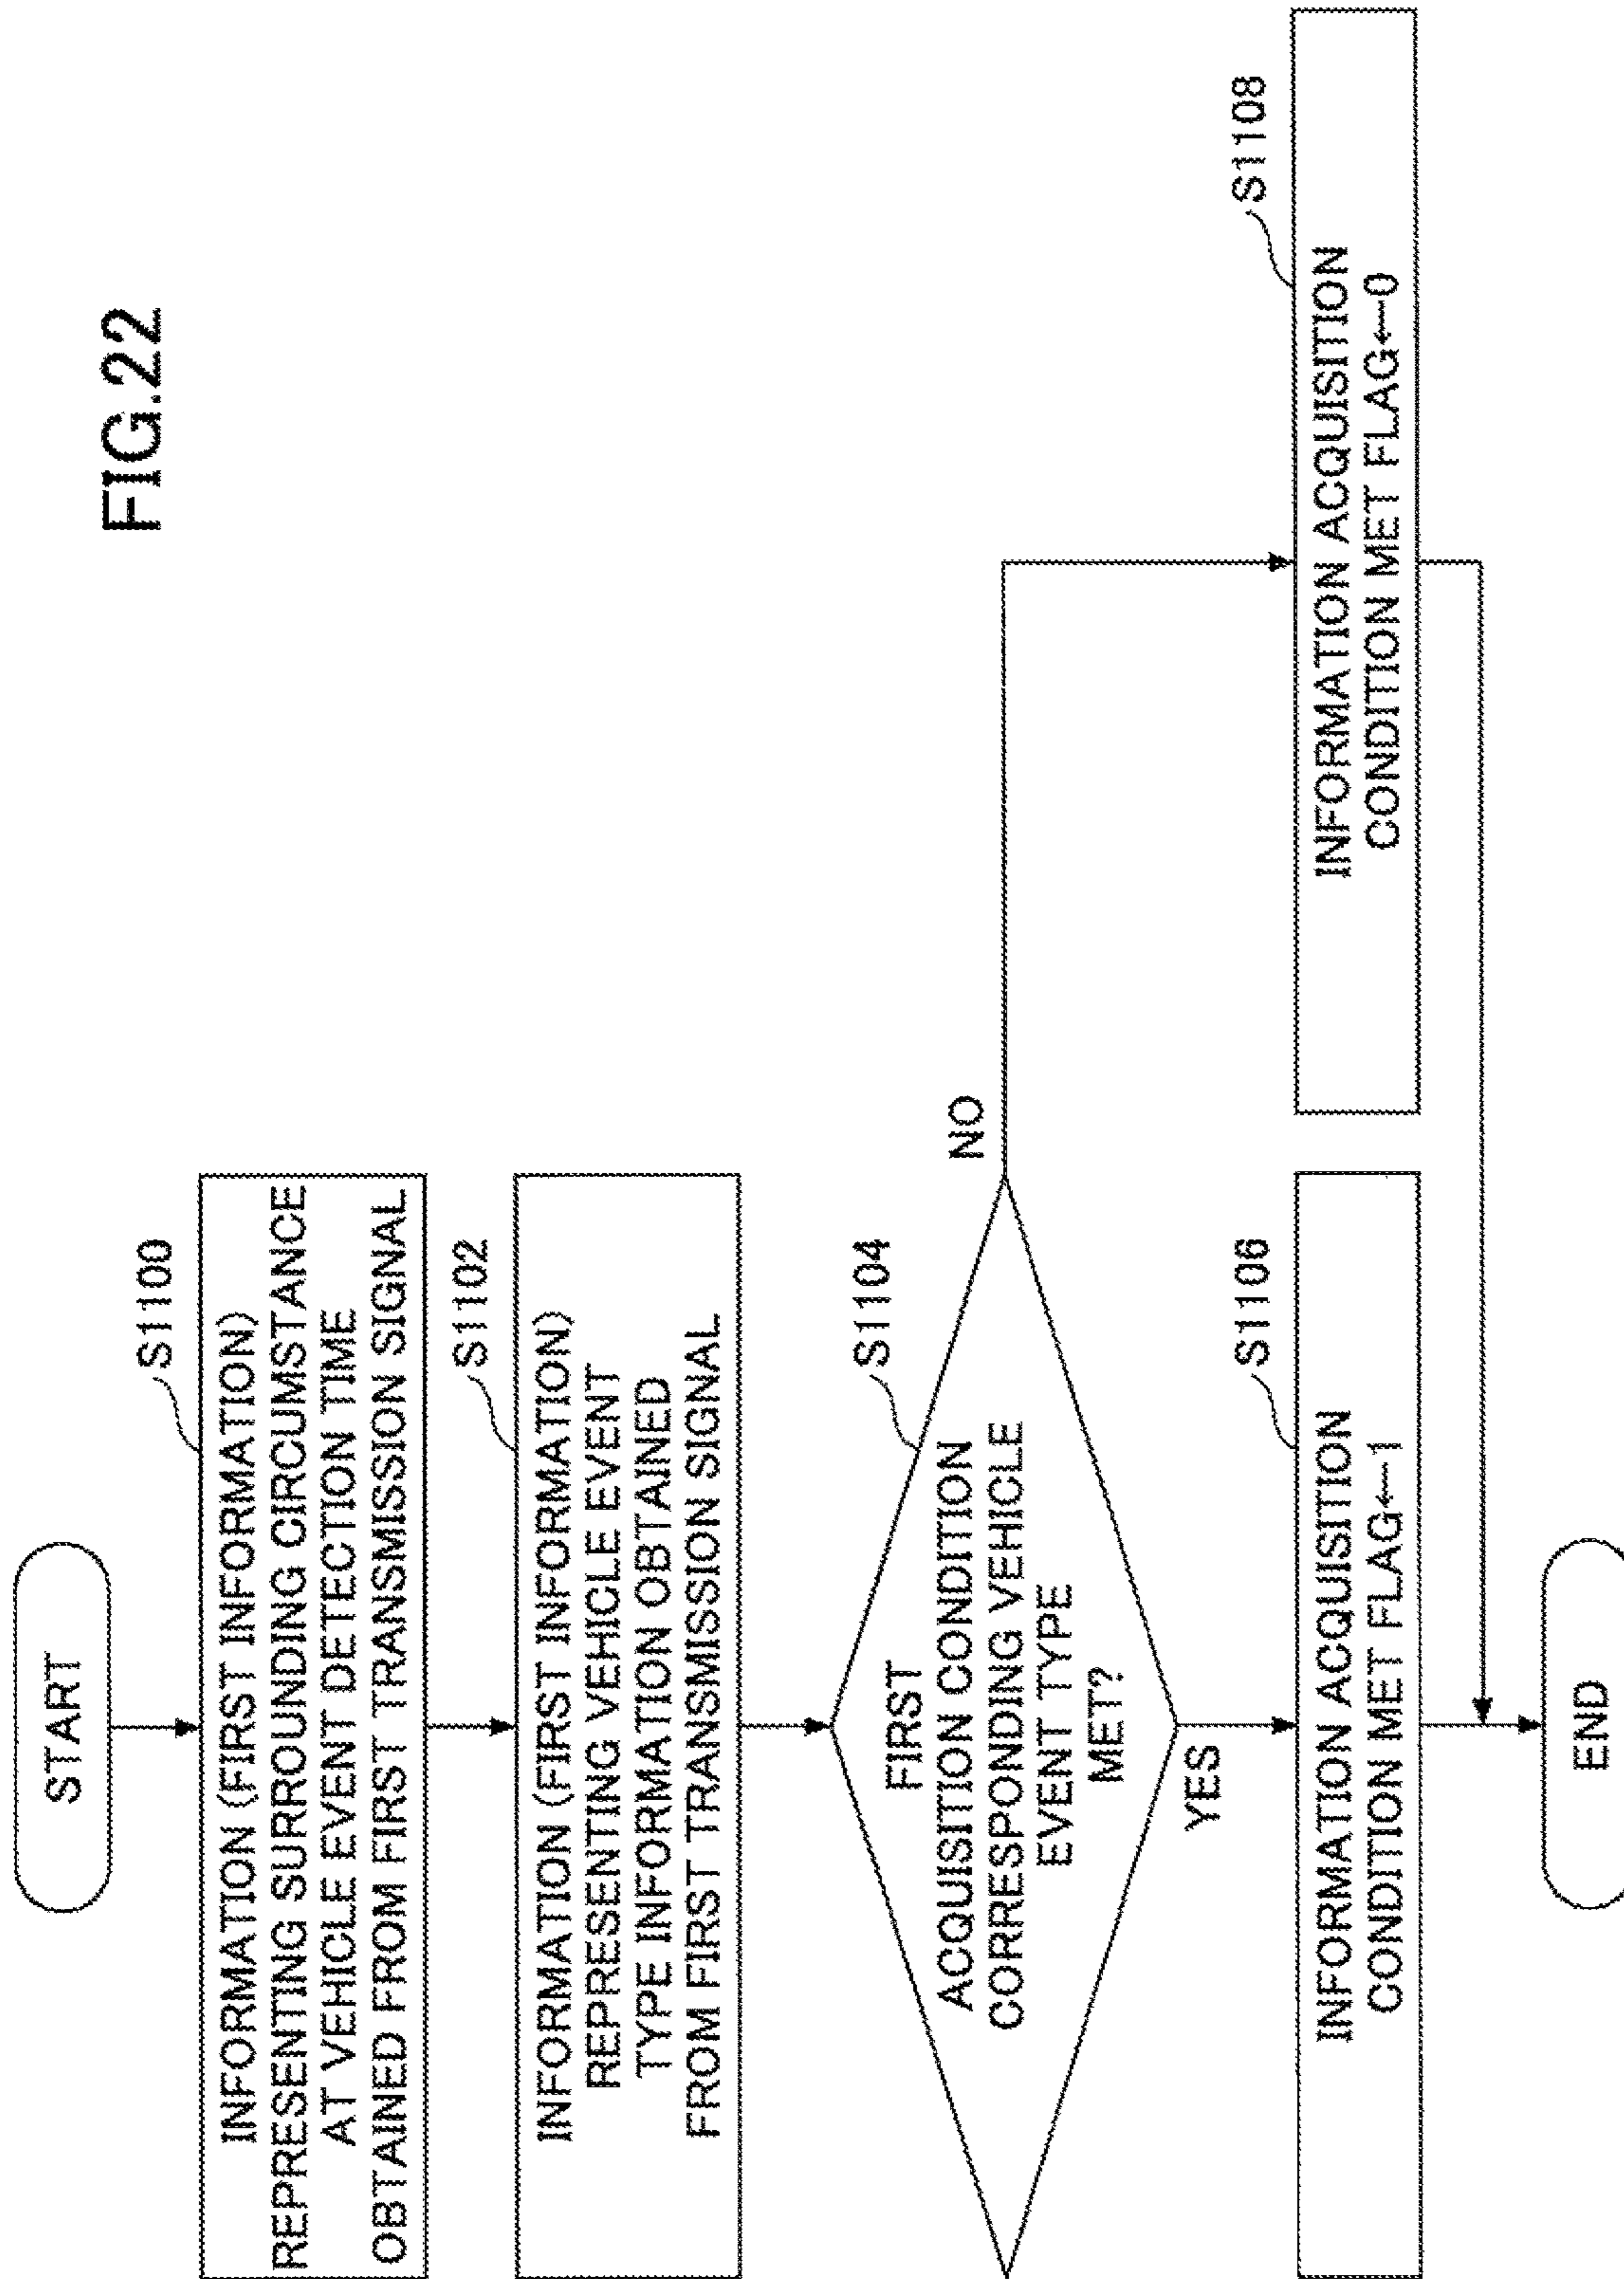 FIG.22
START
S1100
INFORMATION (FIRST INFORMATION)
REPRESENTING SURROUNDING CIRCUMSTANCE
AT VEHICLE EVENT DETECTION TIME
OBTAINED FROM FIRST TRANSMISSION SIGNAL
S1102
INFORMATION (FIRST INFORMATION)
REPRESENTING VEHICLE EVENT
TYPE INFORMATION OBTAINED
FROM FIRST TRANSMISSION SIGNAL
S1104
FIRST
ACQUISITION CONDITION
CORRESPONDING VEHICLE
EVENT TYPE
MET?
NO
YES
S1106
INFORMATION ACQUISITION
CONDITION MET FLAG←1
S1108
INFORMATION ACQUISITION
CONDITION MET FLAG←0
END